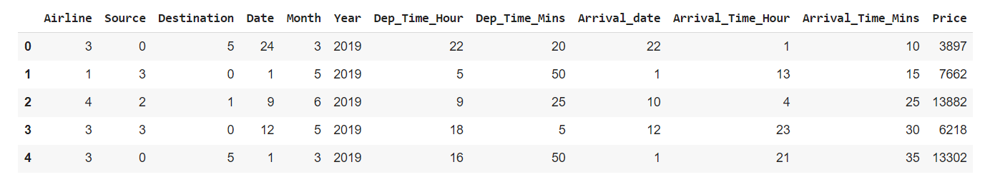 Airline Source Destination Date Month Year Dep_Time_Hour Dep_Time_Mins Arrival_date Arrival_Time_Hour Arrival_Time_Mins Price
0 3 0 5 24 3 2019 22 20 22 1 10 3897
1 1 3 0 1 5 2019 5 50 1 13 15 7662
2 4 2 1 9 6 2019 9 25 10 4 25 13882
3 3 3 0 12 5 2019 18 5 12 23 30 6218
4 3 0 5 1 3 2019 16 50 1 21 35 13302